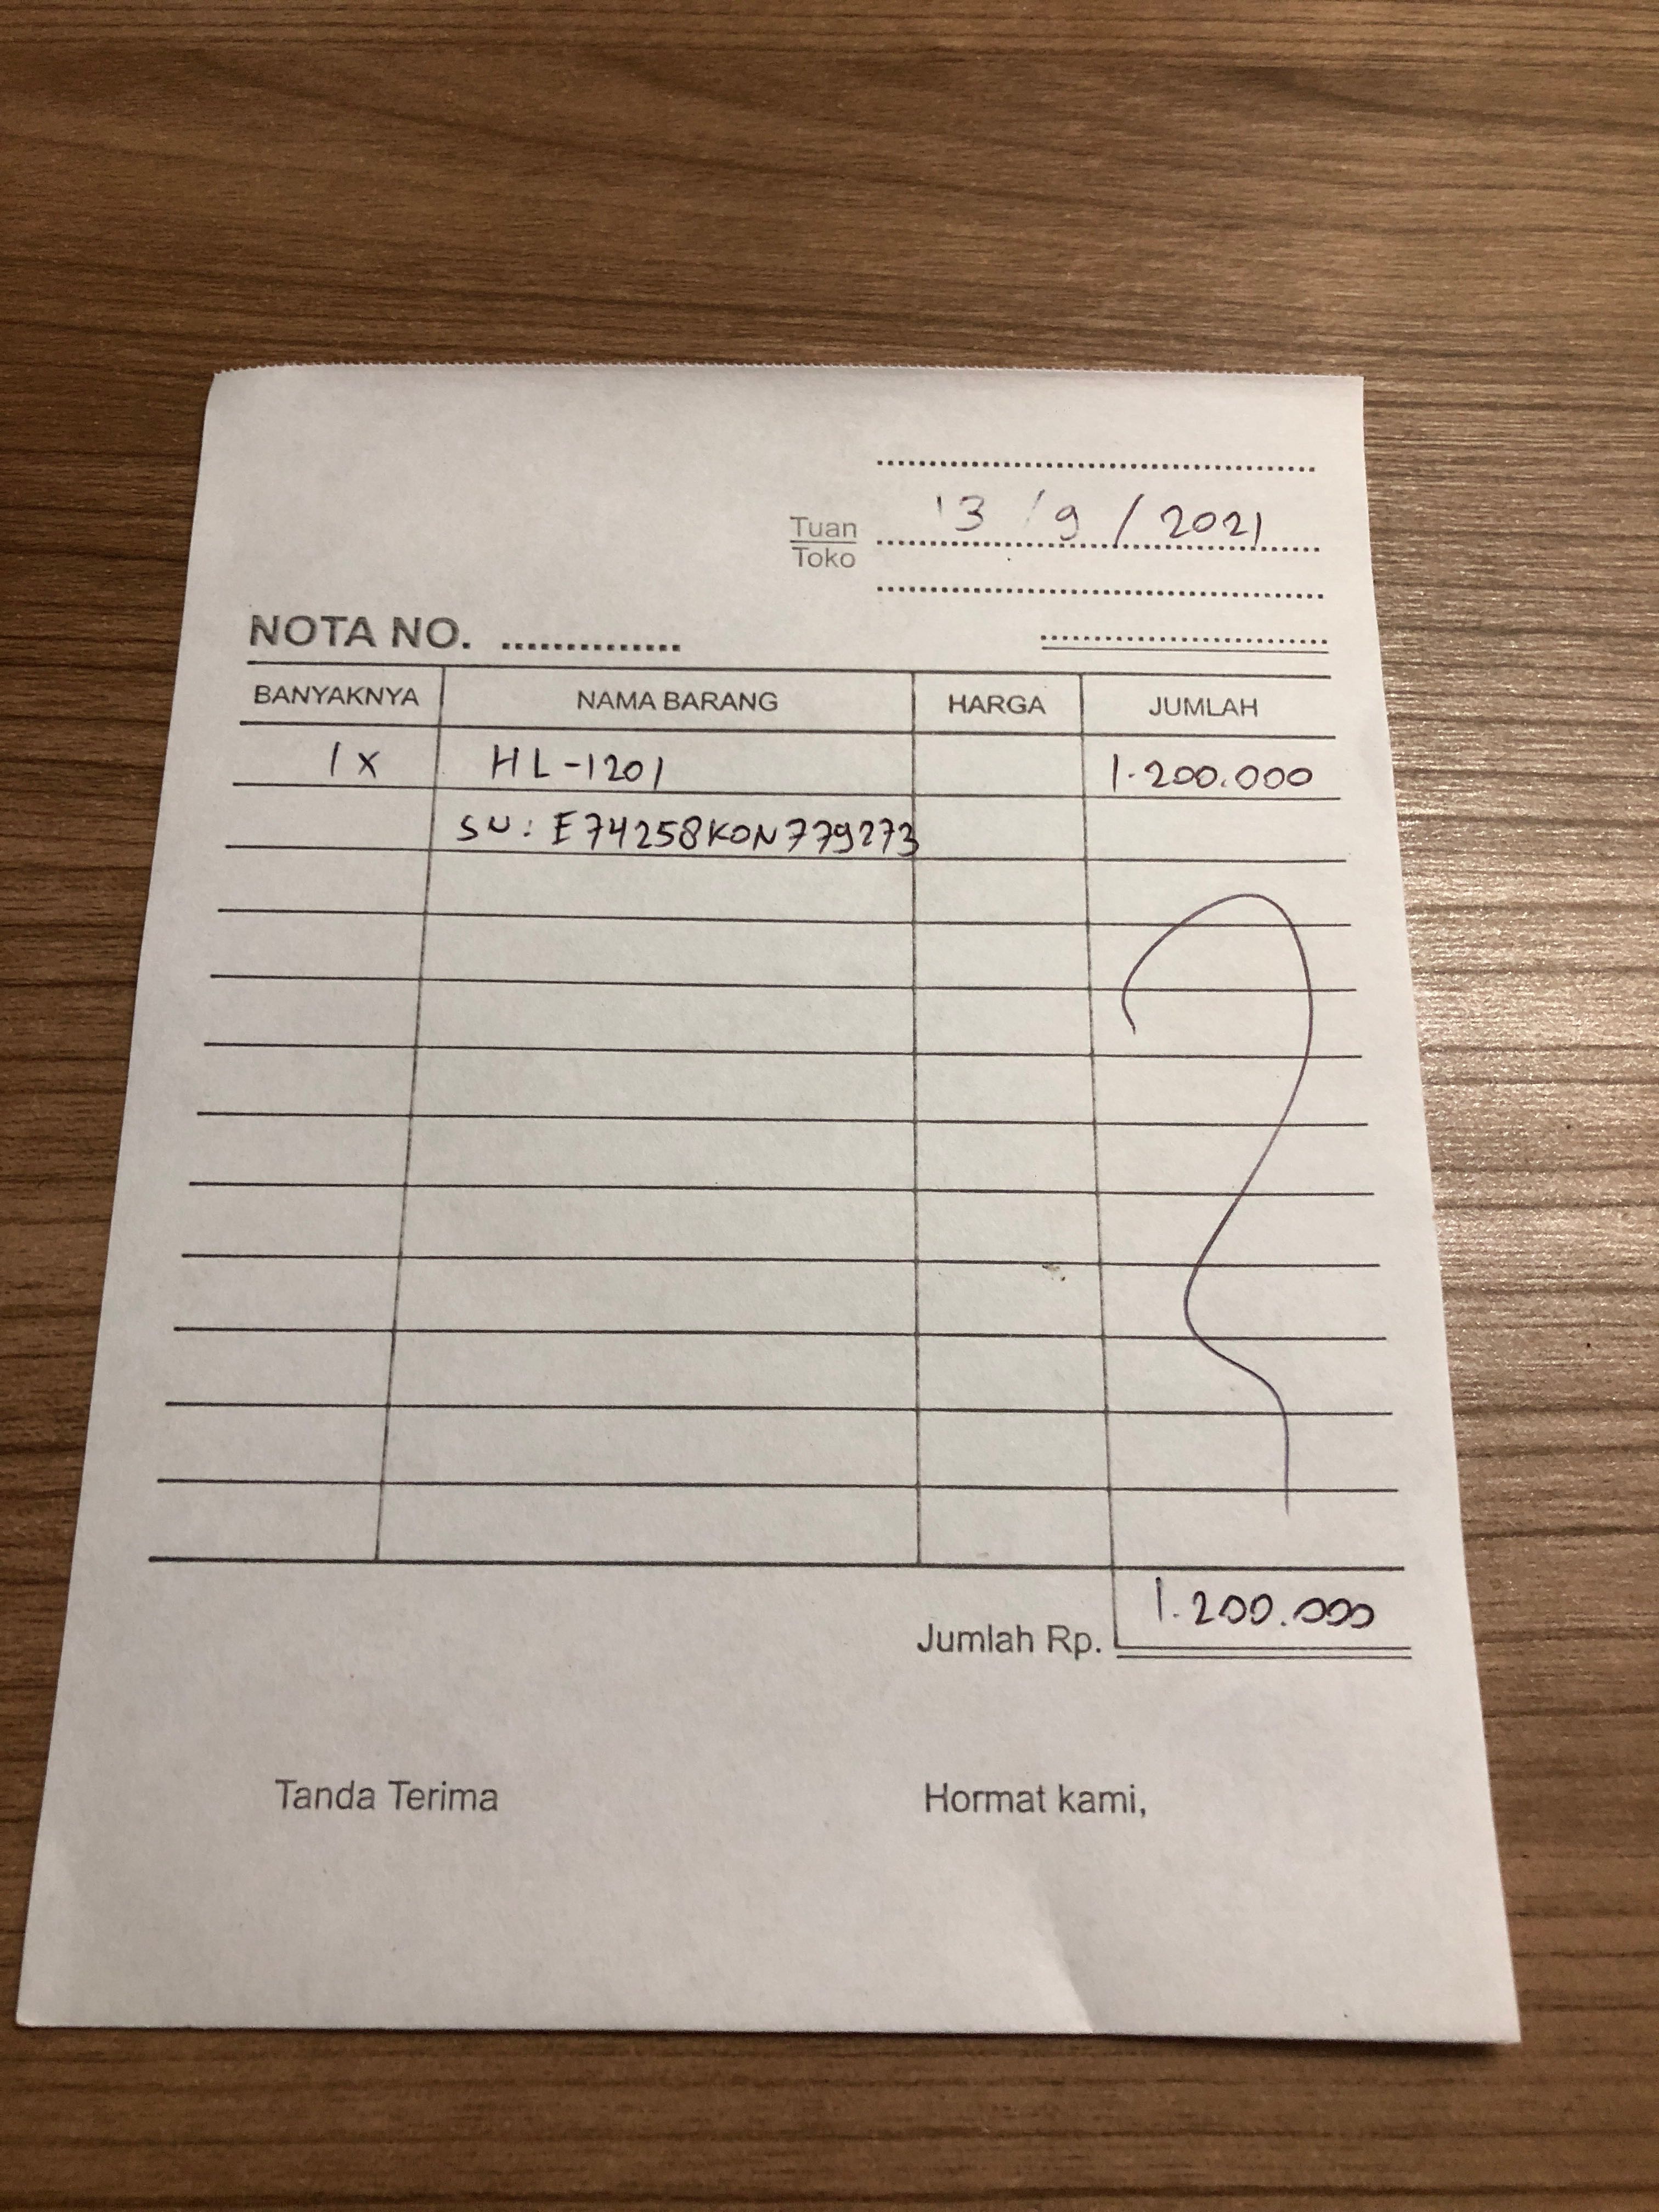 13/9/2021
Tuan
Toko
NOTA NO. ..............
BANYAKNYA NAMA BARANG HARGA JUMLAH
1x HL-1201 1.200.000
SN: E74258K0N779273
Jumlah Rp. 1.200.000
Tanda Terima Hormat kami,